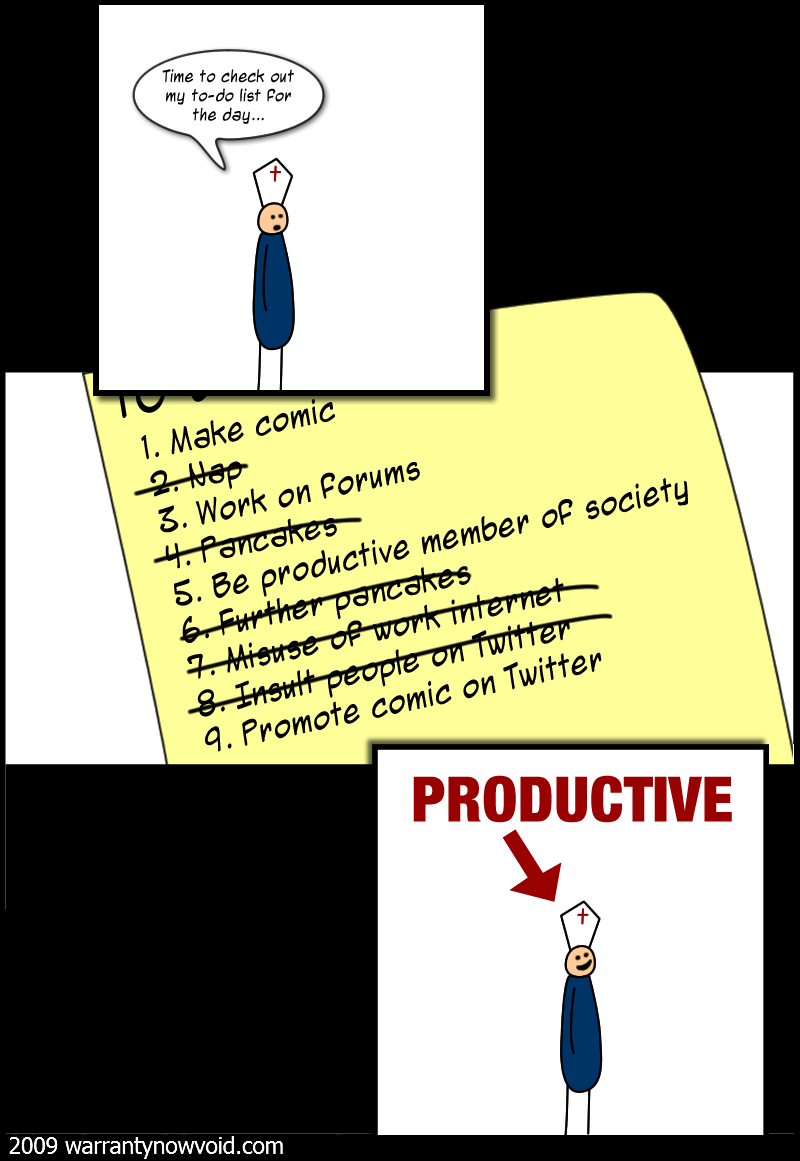 Time to check out
my to-do list for
the day...
1. Make comic
2. Nap
3. Work on forums
4. Pancakes
5. Be productive member of society
6. Further pancakes
7. Misuse of work internet
8. Insult people on Twitter
9. Promote comic on Twitter
PRODUCTIVE
2009 warrantynowvoid.com